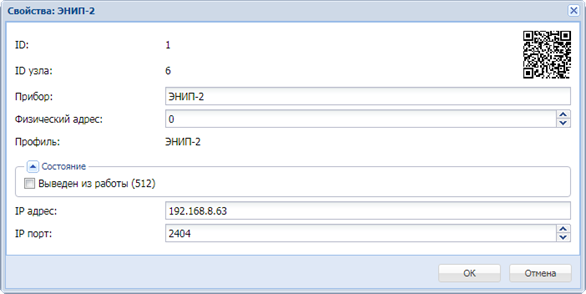 Свойства: ЭНИП-2
ID: 1
ID узла: 6
Прибор: ЭНИП-2
Физический адрес: 0
Профиль: ЭНИП-2
Состояние
Выведен из работы (512)
IP адрес: 192.168.8.63
IP порт: 2404
OK Отмена